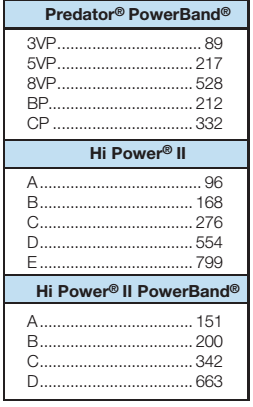 Predator® PowerBand®
3VP................................. 89
5VP............................... 217
8VP............................... 528
BP................................. 212
CP ................................ 332
Hi Power® II
A..................................... 96
B................................... 168
C................................... 276
D................................... 554
E................................... 799
Hi Power® II PowerBand®
A................................... 151
B................................... 200
C................................... 342
D................................... 663